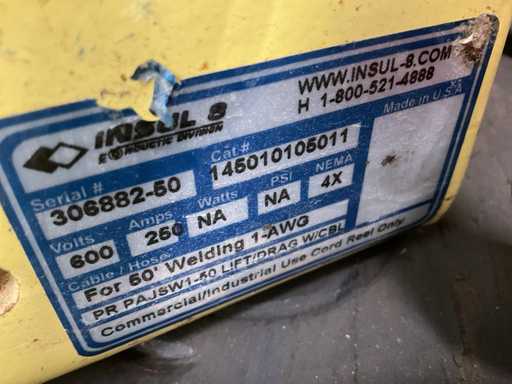 INSUL 8
WWW.INSUL-8.COM
H 1-800-521-4888
Made in U.S.A.
Serial #
306882-50
Cat#
145010105011
Volts
600
Amps
250
Watts
NA
PSI
NA
NEMA
4X
Cable / Hose:
For 50' Welding 1-AWG
PR PAJSW1-50 LIFT/DRAG W/CBL
Commercial/Industrial Use Cord Reel Only